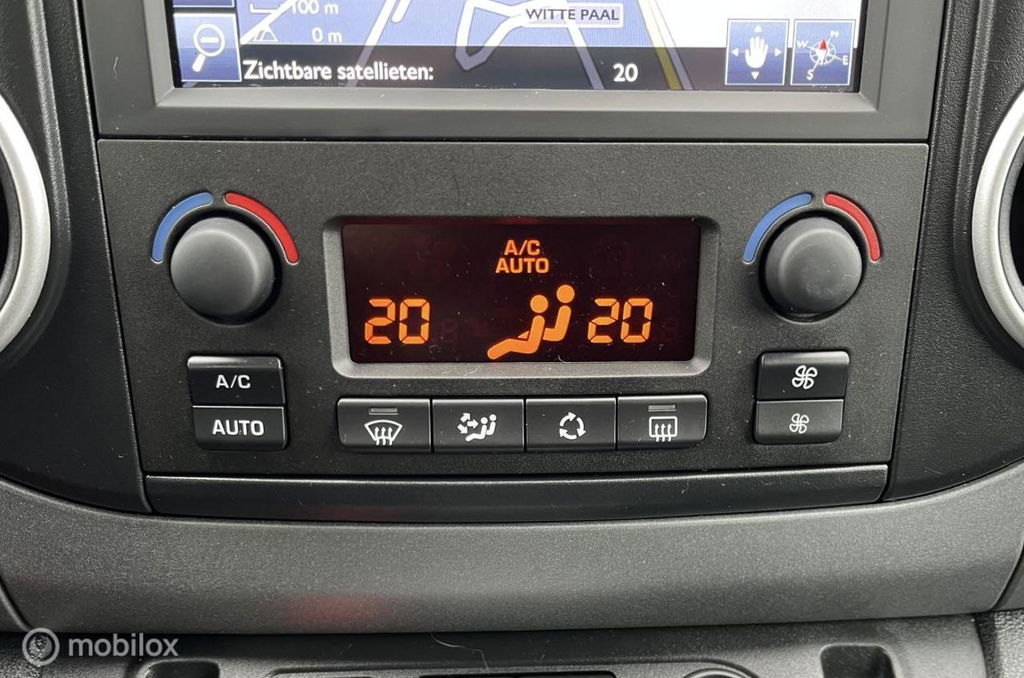 100 m
0 m
WITTE PAAL
Zichtbare satellieten: 20
N
W E
S
A/C
AUTO
20 20
A/C
AUTO
mobilox